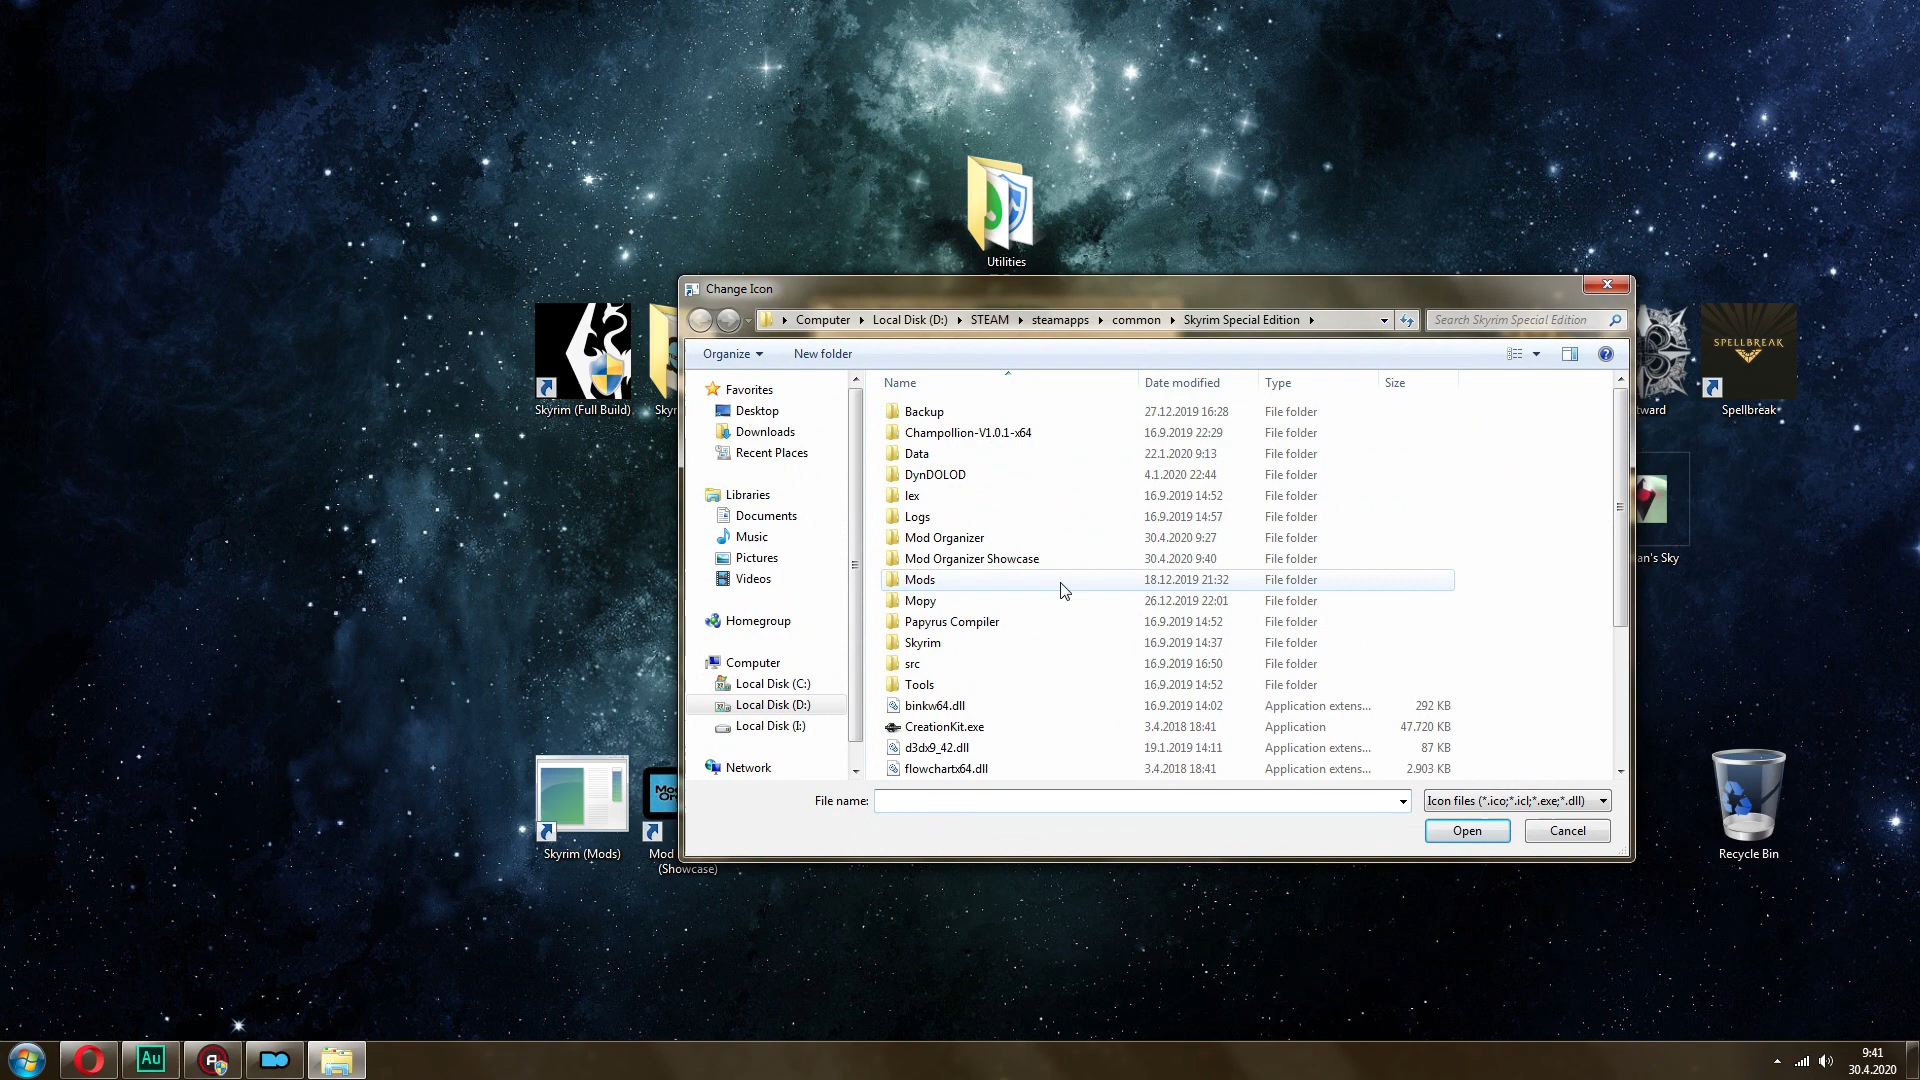 Utilities
Skyrim (Full Build)
Skyr
SPELLBREAK
ward
Spellbreak
an's Sky
Skyrim (Mods)
Mod
(Showcase)
Recycle Bin
Change Icon
Computer
Local Disk (D:)
STEAM
steamapps
common
Skyrim Special Edition
Search Skyrim Special Edition
Organize
New folder
Favorites
Desktop
Downloads
Recent Places
Libraries
Documents
Music
Pictures
Videos
Homegroup
Computer
Local Disk (C:)
Local Disk (D:)
Local Disk (I:)
Network
Name Date modified Type Size
Backup 27.12.2019 16:28 File folder
Champollion-V1.0.1-x64 16.9.2019 22:29 File folder
Data 22.1.2020 9:13 File folder
DynDOLOD 4.1.2020 22:44 File folder
lex 16.9.2019 14:52 File folder
Logs 16.9.2019 14:57 File folder
Mod Organizer 30.4.2020 9:27 File folder
Mod Organizer Showcase 30.4.2020 9:40 File folder
Mods 18.12.2019 21:32 File folder
Mopy 26.12.2019 22:01 File folder
Papyrus Compiler 16.9.2019 14:52 File folder
Skyrim 16.9.2019 14:37 File folder
src 16.9.2019 16:50 File folder
Tools 16.9.2019 14:52 File folder
binkw64.dll 16.9.2019 14:02 Application extens... 292 KB
CreationKit.exe 3.4.2018 18:41 Application 47.720 KB
d3dx9_42.dll 19.1.2019 14:11 Application extens... 87 KB
flowchartx64.dll 3.4.2018 18:41 Application extens... 2.903 KB
File name:
Icon files (*.ico;*.icl;*.exe;*.dll)
Open
Cancel
Au
9:41
30.4.2020